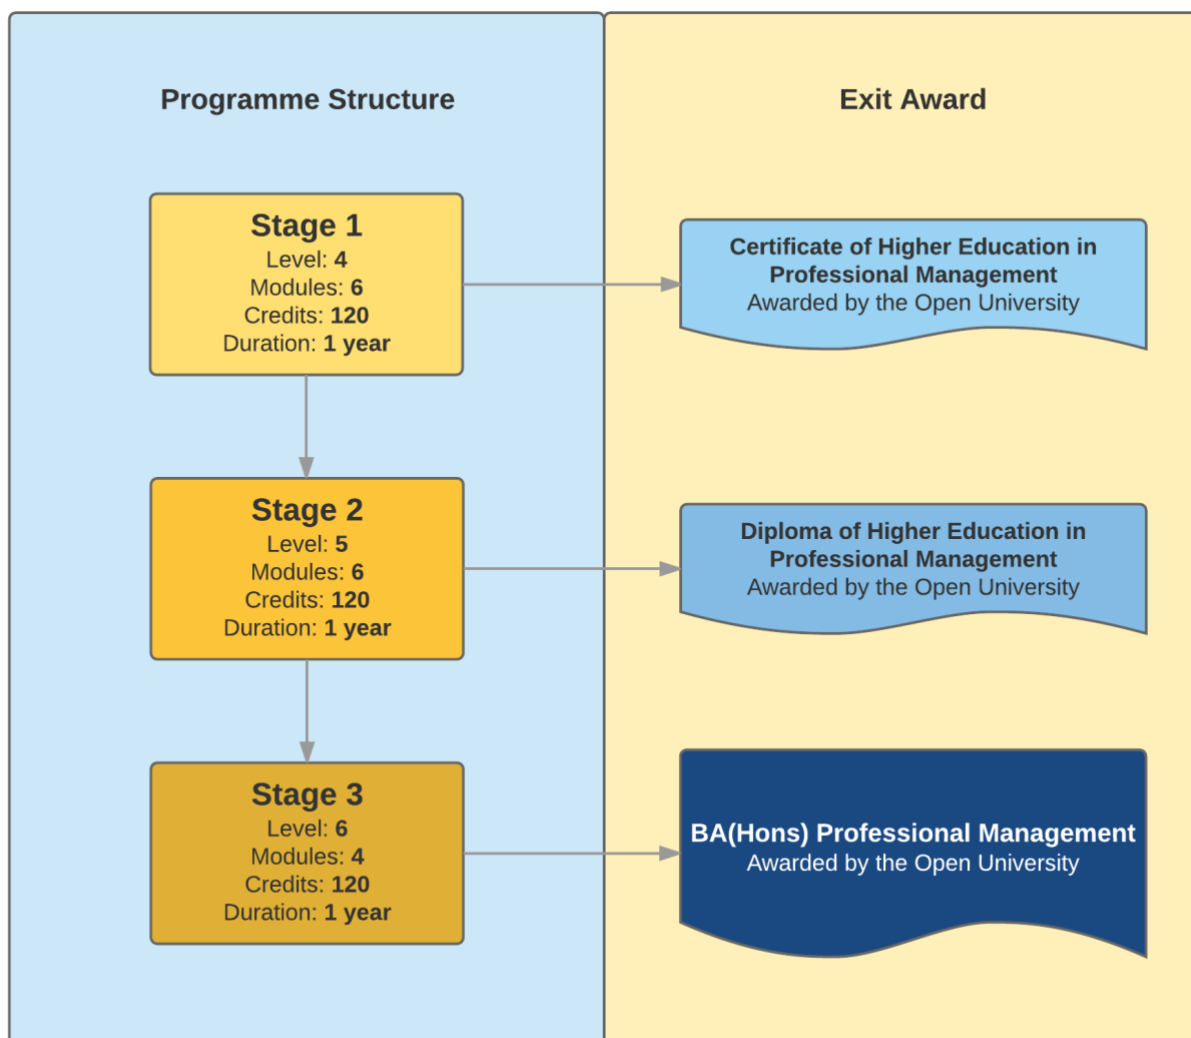 Programme Structure
Exit Award
Stage 1
Level: 4
Modules: 6
Credits: 120
Duration: 1 year
Certificate of Higher Education in
Professional Management
Awarded by the Open University
Stage 2
Level: 5
Modules: 6
Credits: 120
Duration: 1 year
Diploma of Higher Education in
Professional Management
Awarded by the Open University
Stage 3
Level: 6
Modules: 4
Credits: 120
Duration: 1 year
BA(Hons) Professional Management
Awarded by the Open University